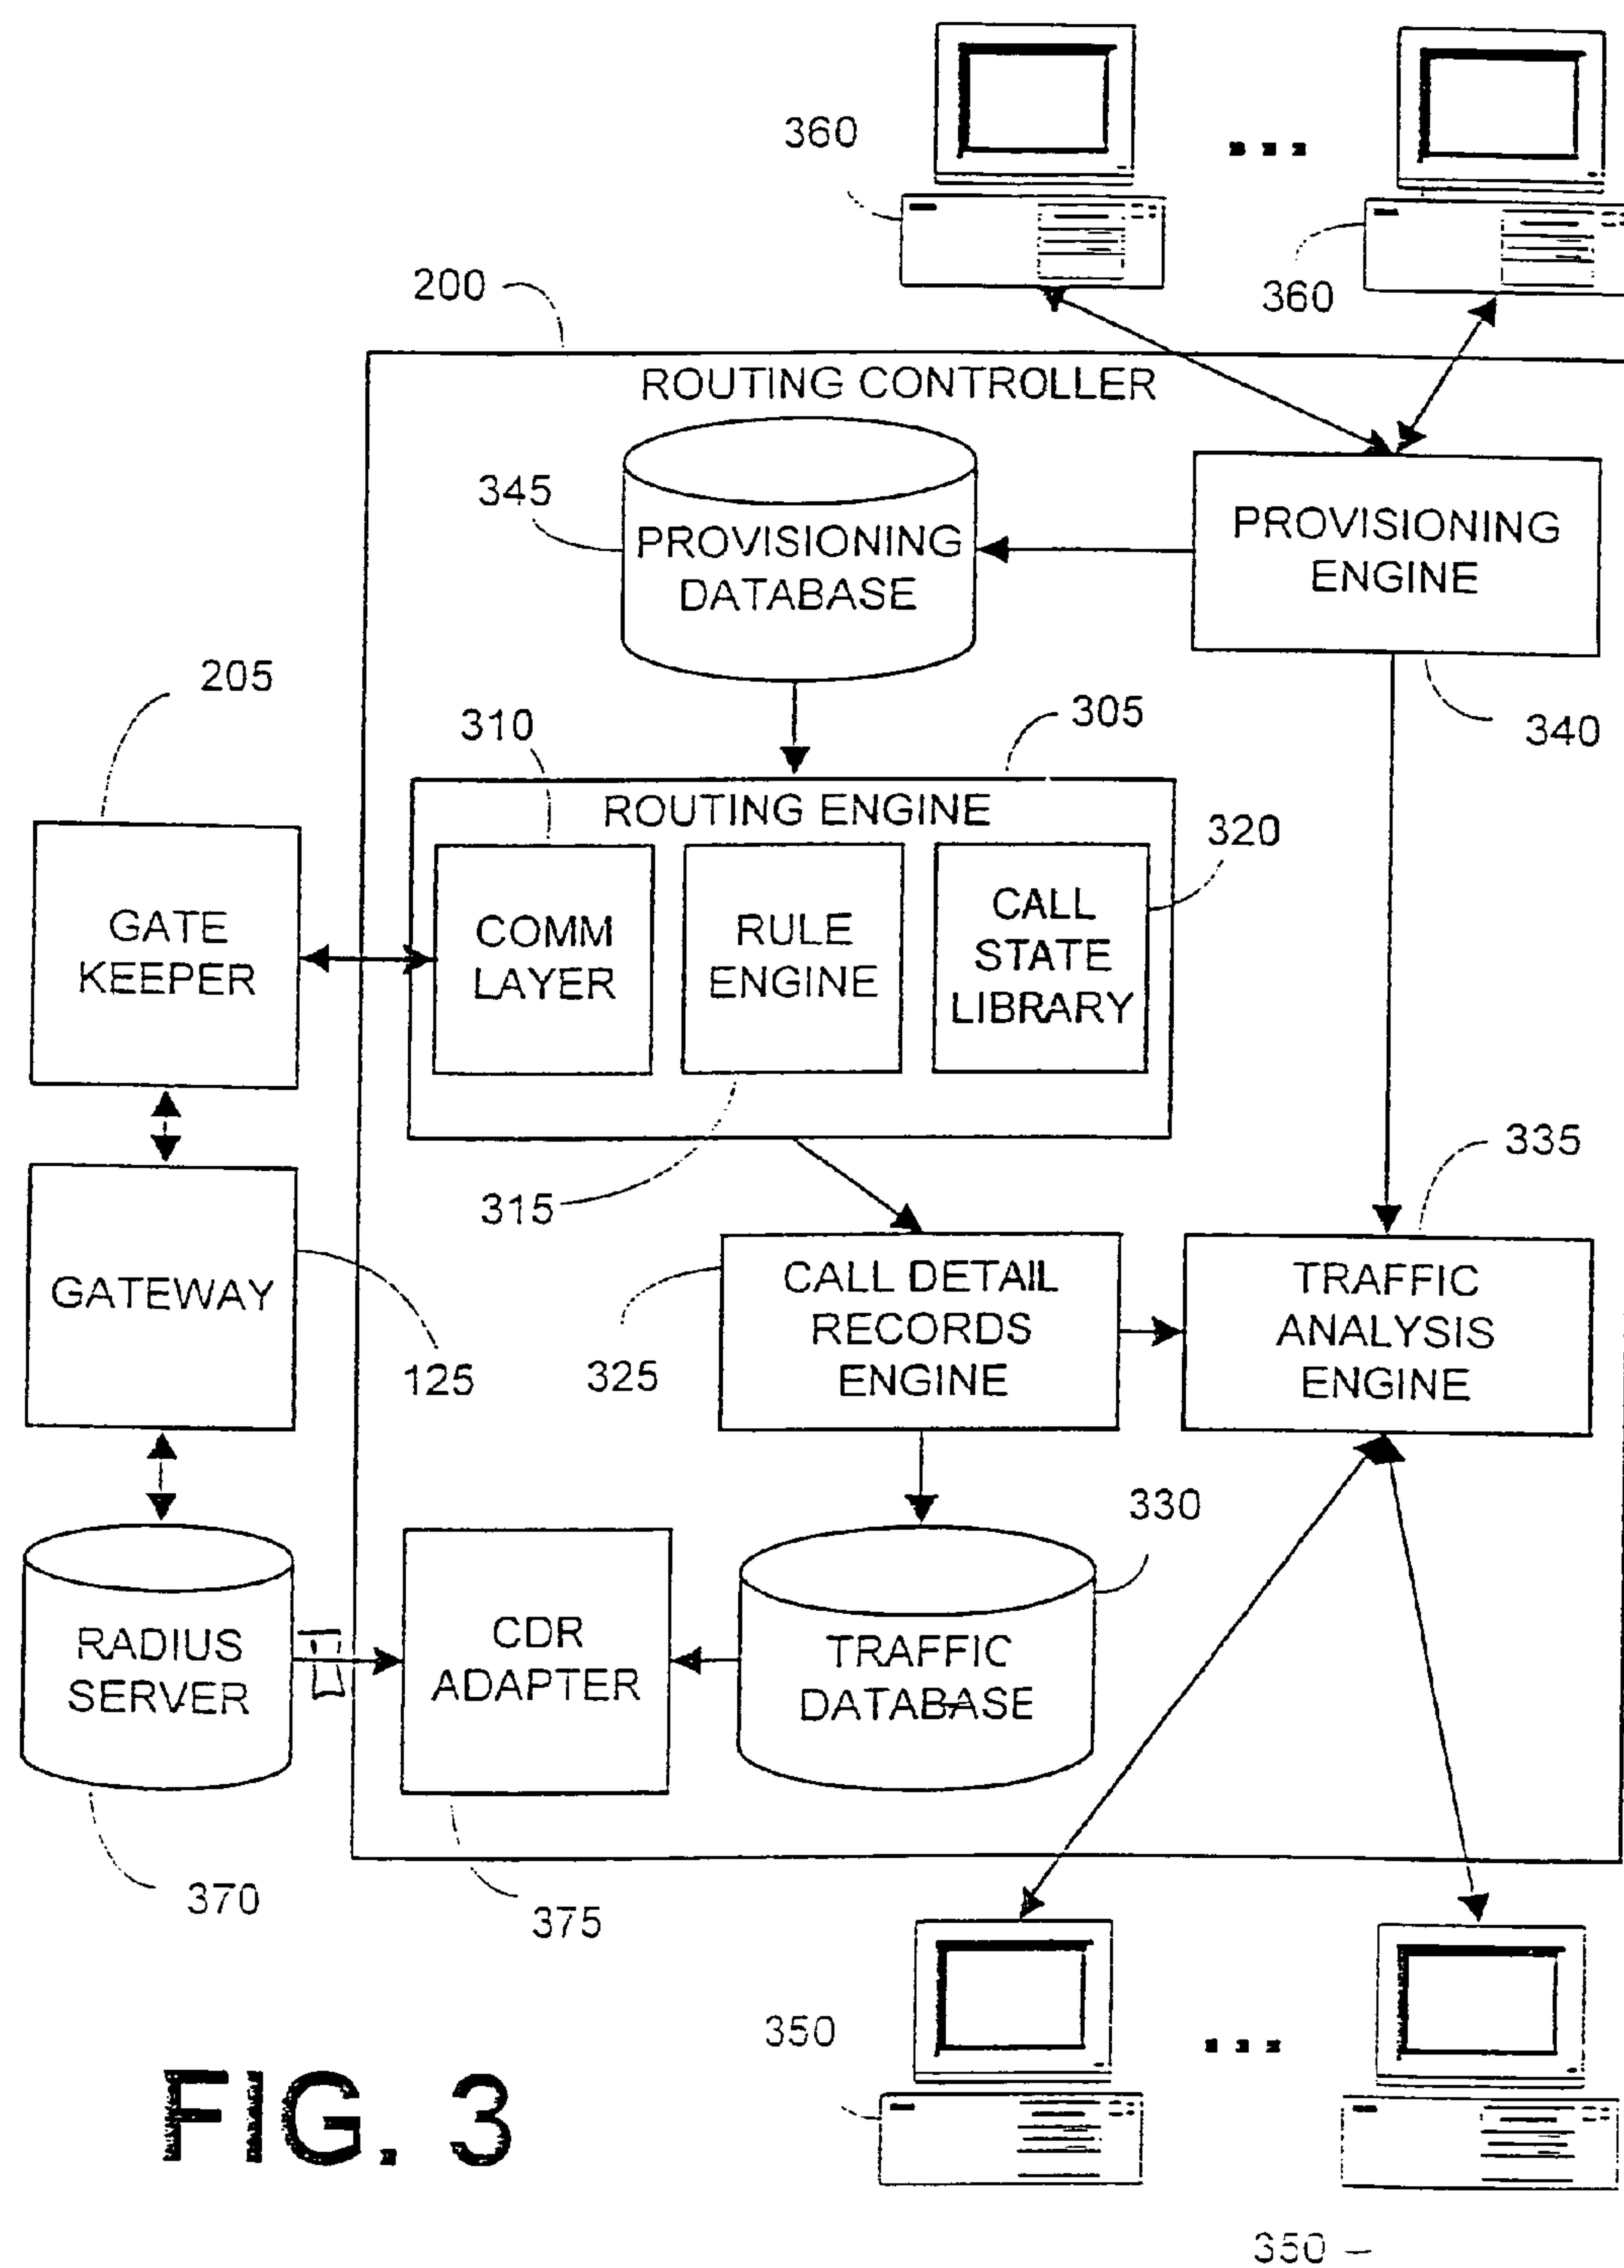 360
360
200
ROUTING CONTROLLER
345
PROVISIONING
DATABASE
PROVISIONING
ENGINE
340
205
310
305
ROUTING ENGINE
320
GATE
KEEPER
COMM
LAYER
RULE
ENGINE
CALL
STATE
LIBRARY
315
335
GATEWAY
125
325
CALL DETAIL
RECORDS
ENGINE
TRAFFIC
ANALYSIS
ENGINE
330
RADIUS
SERVER
CDR
ADAPTER
TRAFFIC
DATABASE
370
375
350
FIG. 3
350